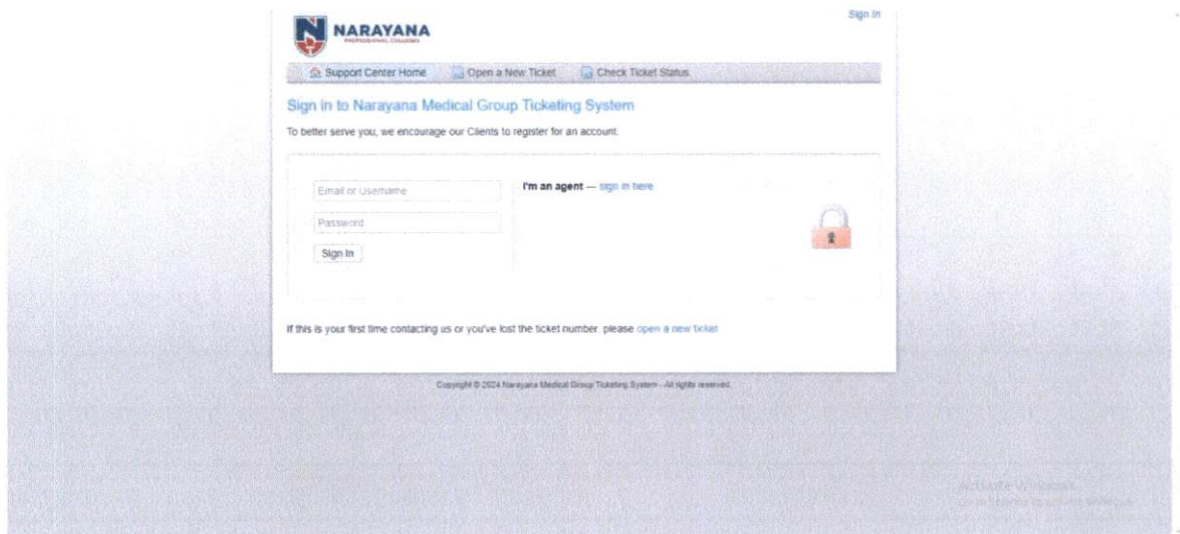 Sign In
NARAYANA
PROFESSIONAL COLLEGES
Support Center Home Open a New Ticket Check Ticket Status
Sign in to Narayana Medical Group Ticketing System
To better serve you, we encourage our Clients to register for an account.
Email or Username
Password
Sign In
I'm an agent — sign in here
If this is your first time contacting us or you've lost the ticket number, please open a new ticket
Copyright © 2024 Narayana Medical Group Ticketing System - All rights reserved.
Activate Windows